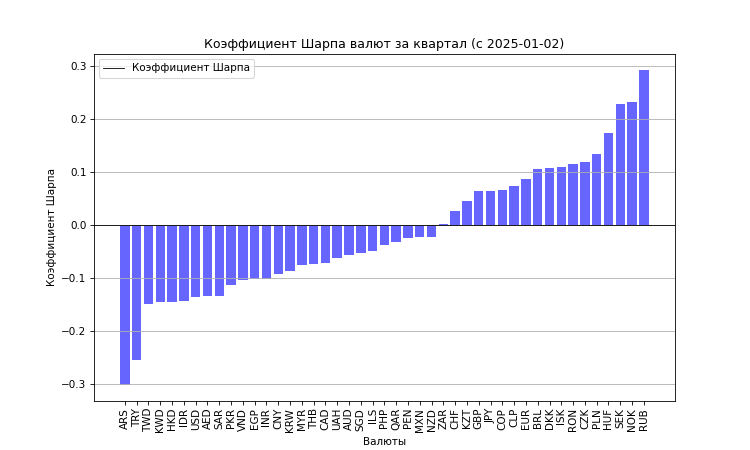 Коэффициент Шарпа валют за квартал (с 2025-01-02)
Коэффициент Шарпа
0.3
0.2
0.1
0.0
−0.1
−0.2
−0.3
Коэффициент Шарпа
ARS TRY TWD KWD HKD IDR USD AED SAR PKR VND EGP INR CNY KRW MYR THB CAD UAH AUD SGD ILS PHP QAR PEN MXN NZD ZAR CHF KZT GBP JPY COP CLP EUR BRL DKK ISK RON CZK PLN HUF SEK NOK RUB
Валюты